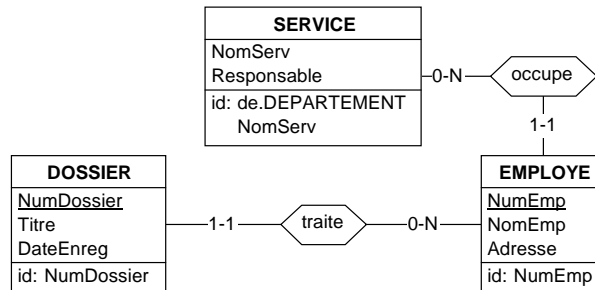 SERVICE
NomServ
Responsable
id: de.DEPARTEMENT
NomServ
0-N
occupe
1-1
DOSSIER
NumDossier
Titre
DateEnreg
id: NumDossier
1-1
traite
0-N
EMPLOYE
NumEmp
NomEmp
Adresse
id: NumEmp